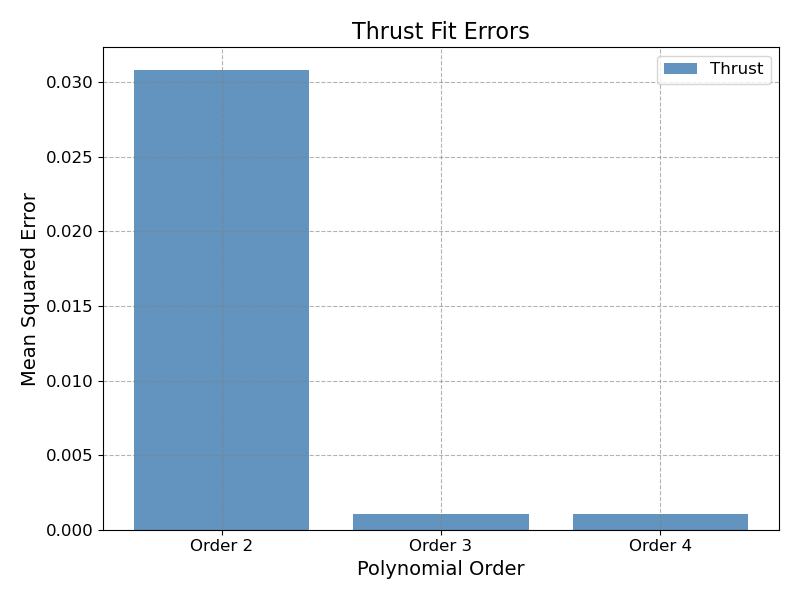 Thrust Fit Errors
Thrust
0.030
0.025
0.020
0.015
0.010
0.005
0.000
Mean Squared Error
Order 2
Order 3
Order 4
Polynomial Order